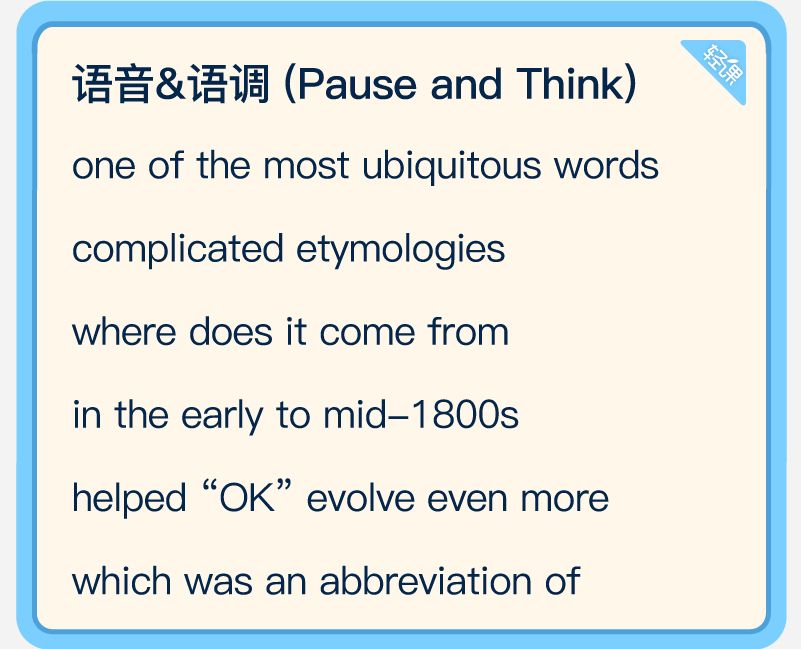 语音&语调 (Pause and Think)
轻课
one of the most ubiquitous words
complicated etymologies
where does it come from
in the early to mid-1800s
helped “OK” evolve even more
which was an abbreviation of